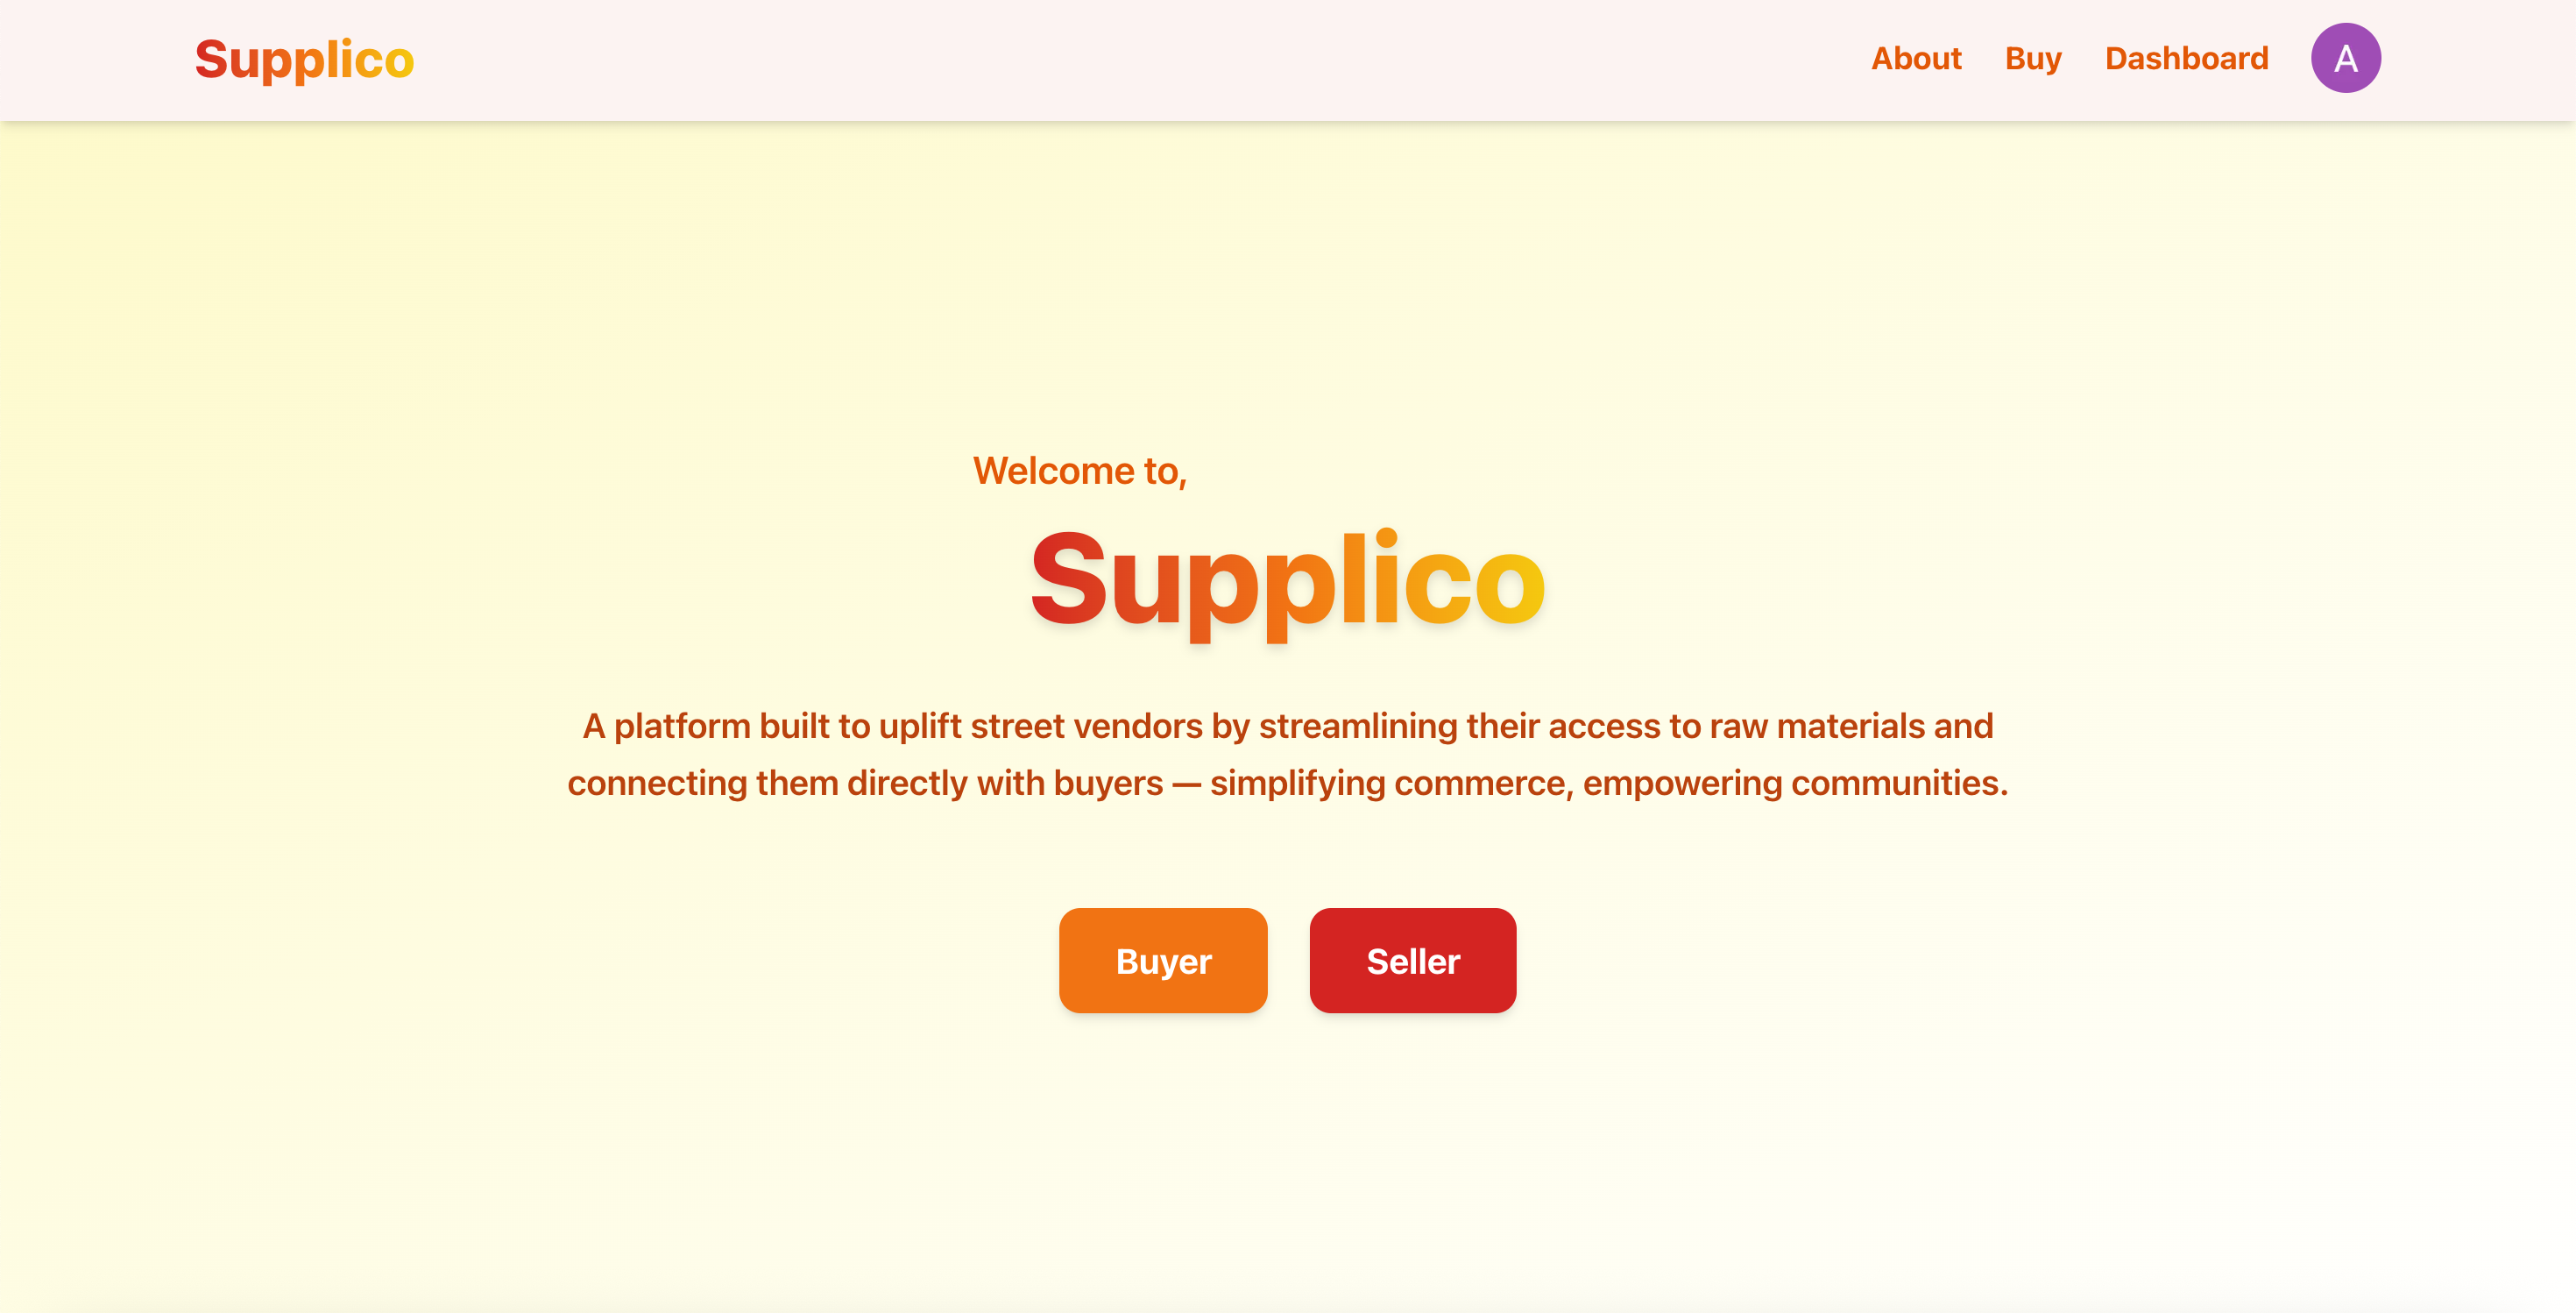 Supplico
About Buy Dashboard A
Welcome to,
Supplico
A platform built to uplift street vendors by streamlining their access to raw materials and
connecting them directly with buyers — simplifying commerce, empowering communities.
Buyer Seller